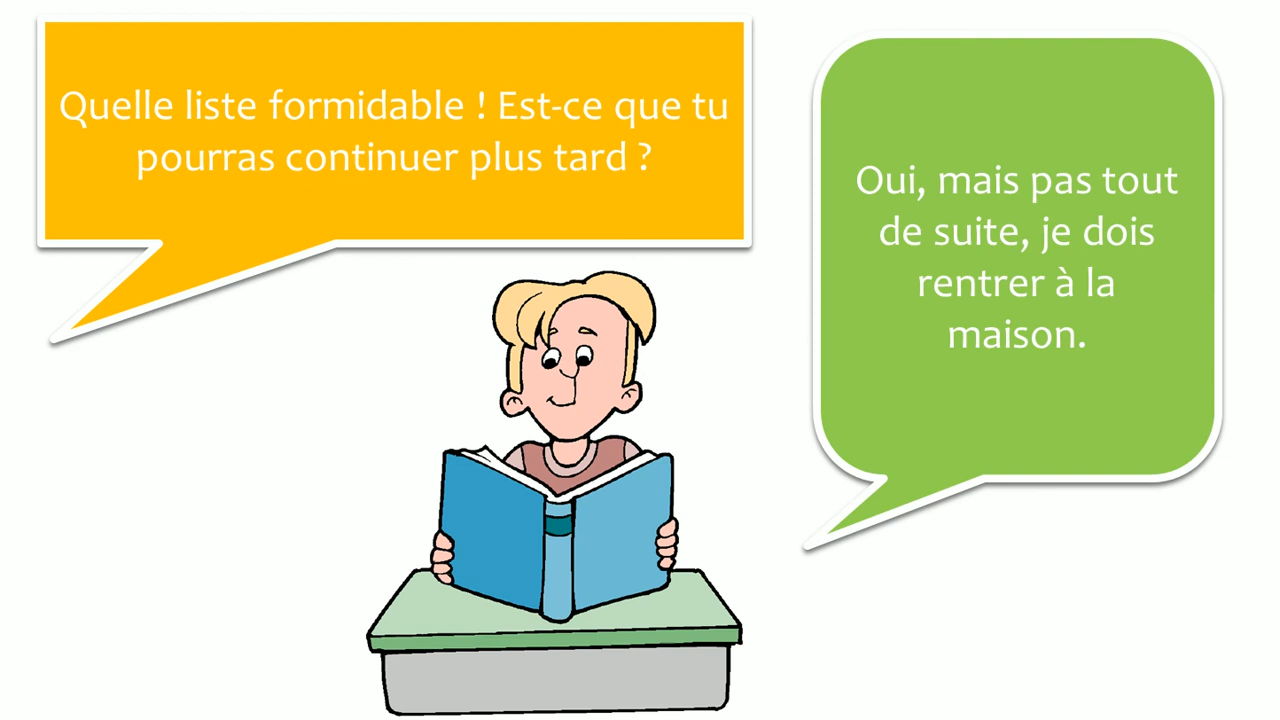 Quelle liste formidable ! Est-ce que tu
pourras continuer plus tard ?
Oui, mais pas tout
de suite, je dois
rentrer à la
maison.